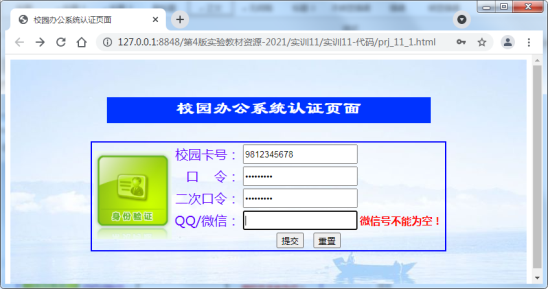 校园办公系统认证页面
127.0.0.1:8848/第4版实验教材资源-2021/实训11/实训11-代码/prj_11_1.html
校园办公系统认证页面
校园卡号： 9812345678
口 令： •••••••••
二次口令： •••••••••
QQ/微信： 微信号不能为空！
身份验证
提交 重置